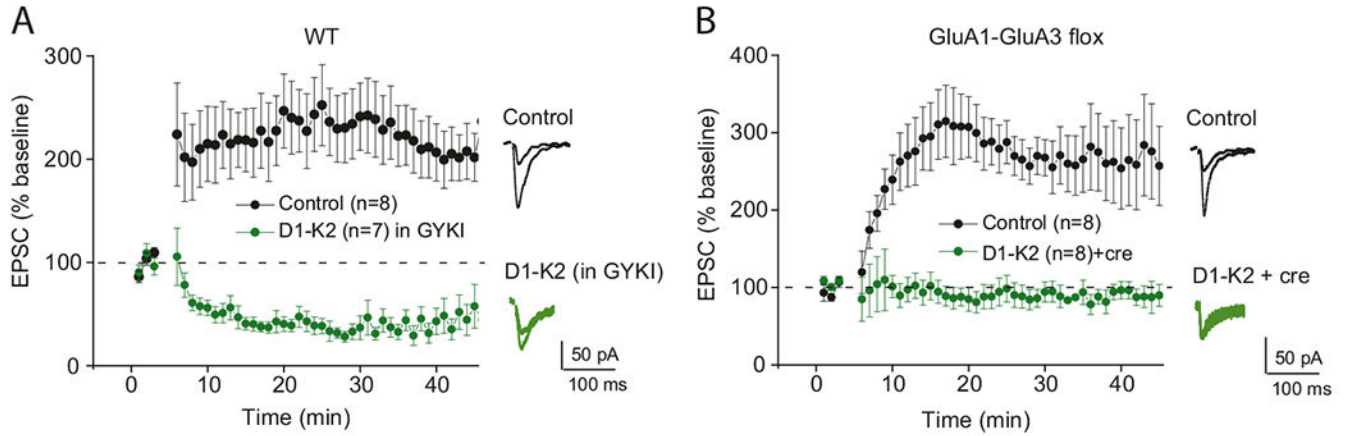 A
WT
EPSC (% baseline)
300
200
100
0
Control (n=8)
D1-K2 (n=7) in GYKI
0 10 20 30 40
Time (min)
Control
D1-K2 (in GYKI)
50 pA
100 ms
B
GluA1-GluA3 flox
EPSC (% baseline)
400
300
200
100
0
Control (n=8)
D1-K2 (n=8)+cre
0 10 20 30 40
Time (min)
Control
D1-K2 + cre
50 pA
100 ms